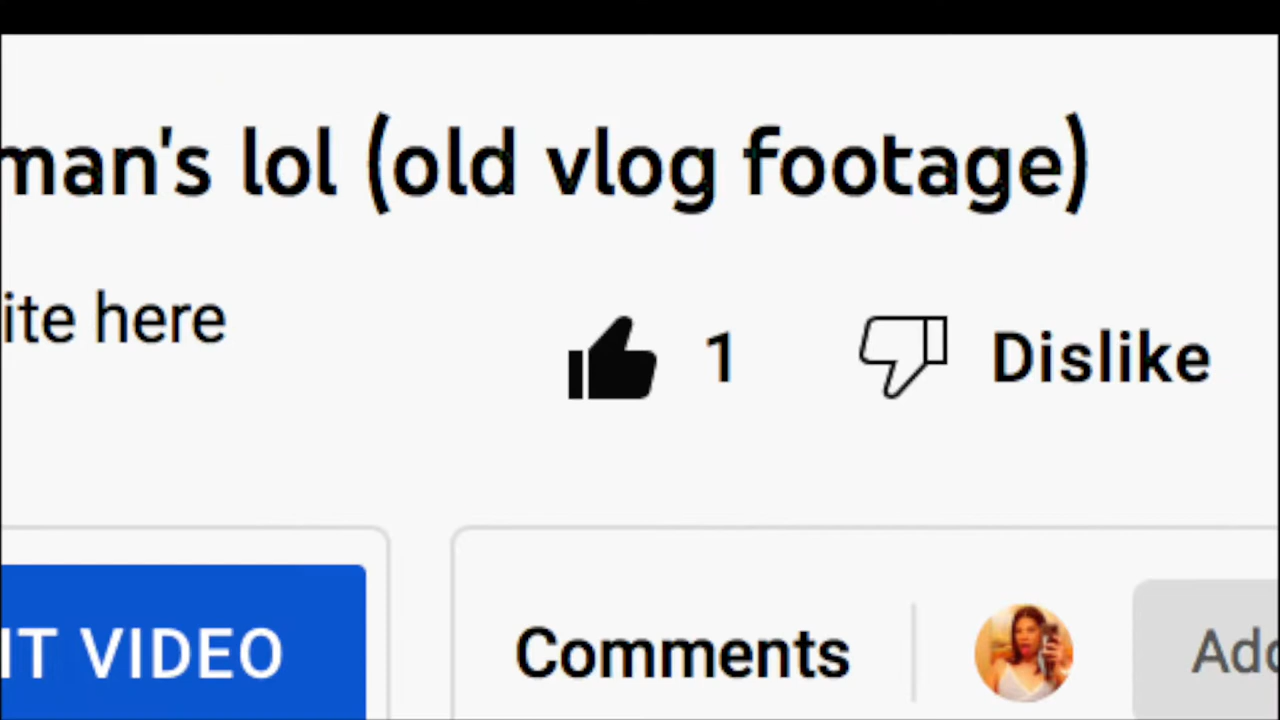 man's lol (old vlog footage)
ite here
1 Dislike
IT VIDEO
Comments
Add